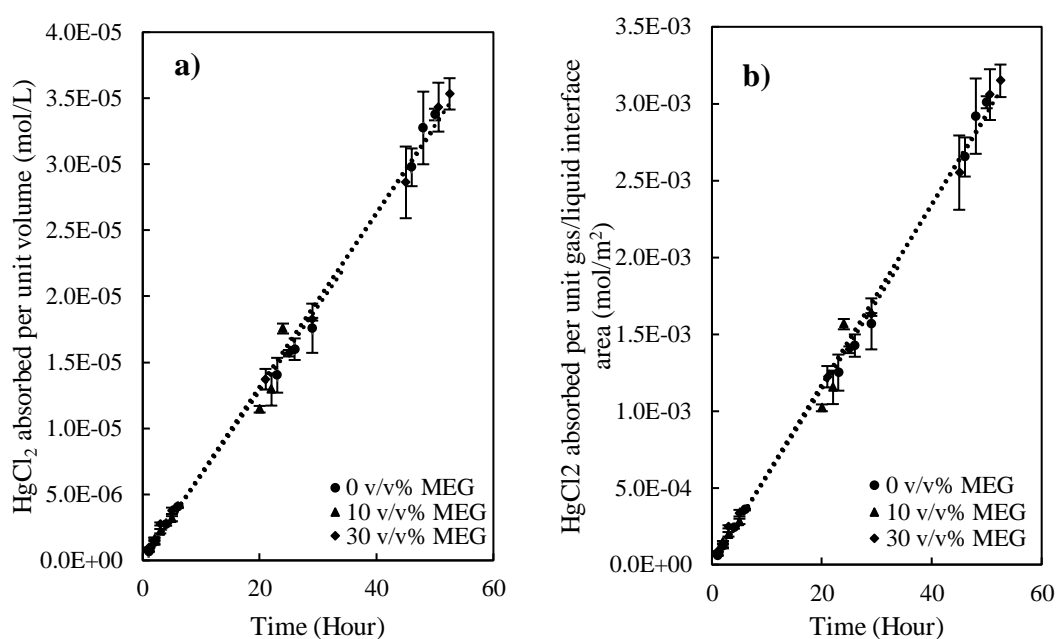 a)
HgCl2 absorbed per unit volume (mol/L)
4.0E-05
3.5E-05
3.0E-05
2.5E-05
2.0E-05
1.5E-05
1.0E-05
5.0E-06
0.0E+00
0 v/v% MEG
10 v/v% MEG
30 v/v% MEG
0
20
40
60
Time (Hour)
b)
HgCl2 absorbed per unit gas/liquid interface
area (mol/m²)
3.5E-03
3.0E-03
2.5E-03
2.0E-03
1.5E-03
1.0E-03
5.0E-04
0.0E+00
0 v/v% MEG
10 v/v% MEG
30 v/v% MEG
0
20
40
60
Time (Hour)